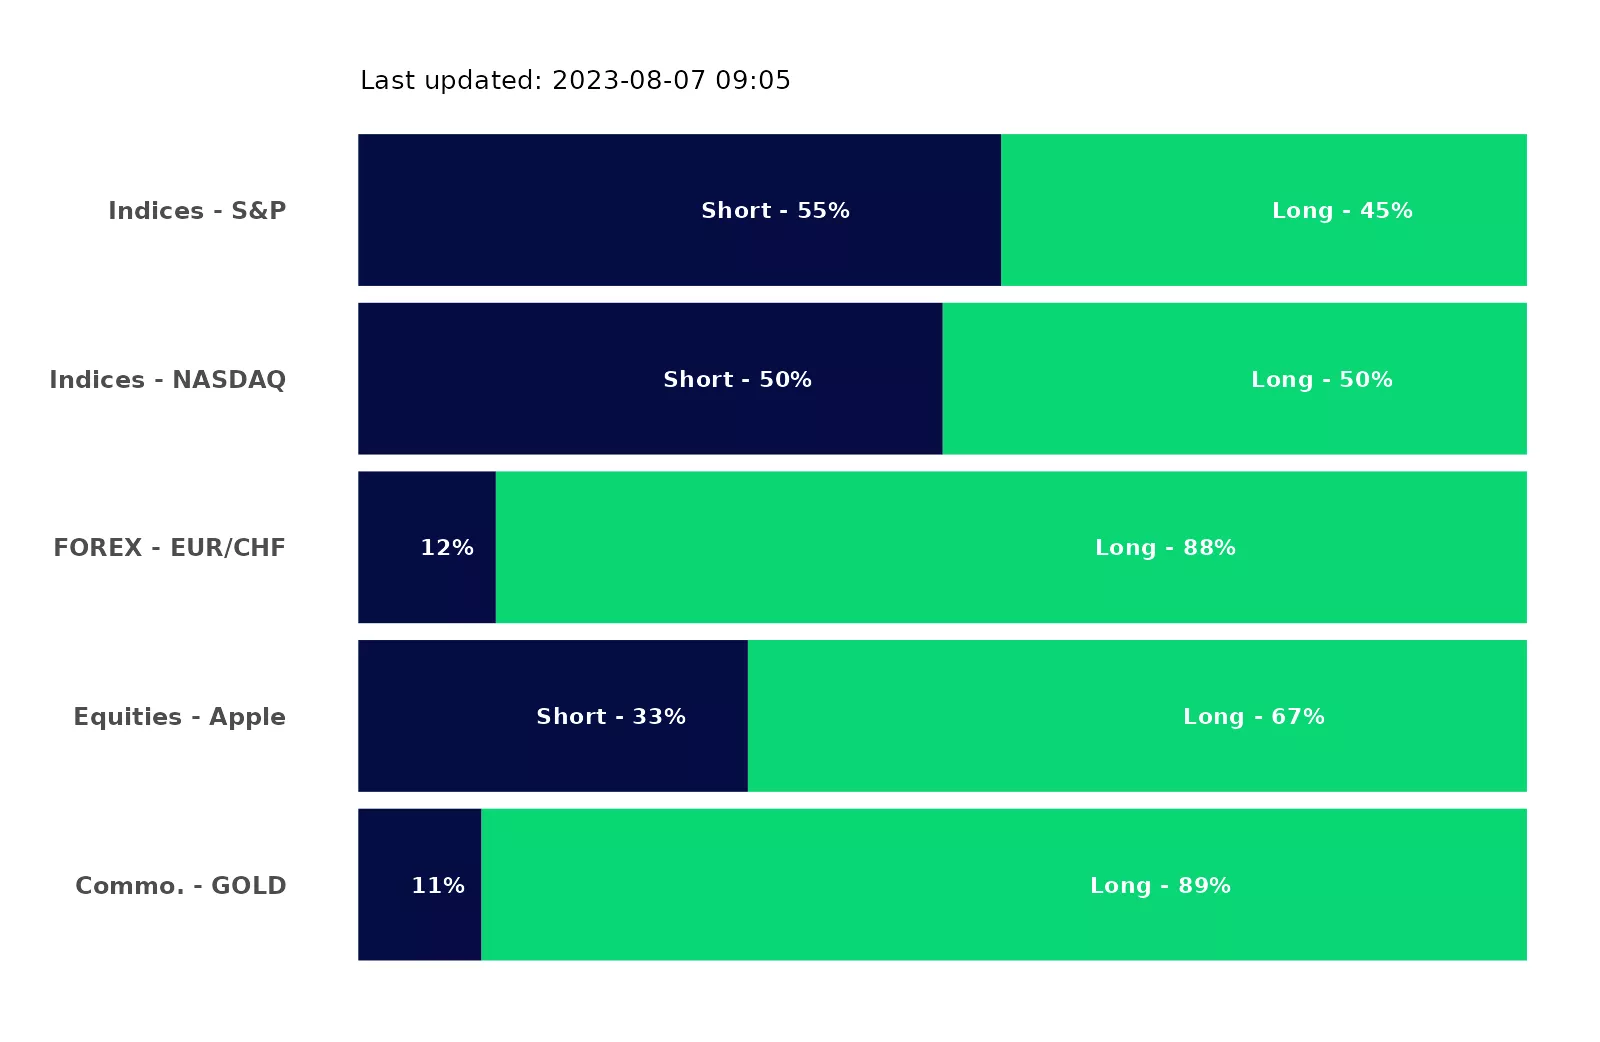 Last updated: 2023-08-07 09:05
Indices - S&P Short - 55% Long - 45%
Indices - NASDAQ Short - 50% Long - 50%
FOREX - EUR/CHF 12% Long - 88%
Equities - Apple Short - 33% Long - 67%
Commo. - GOLD 11% Long - 89%